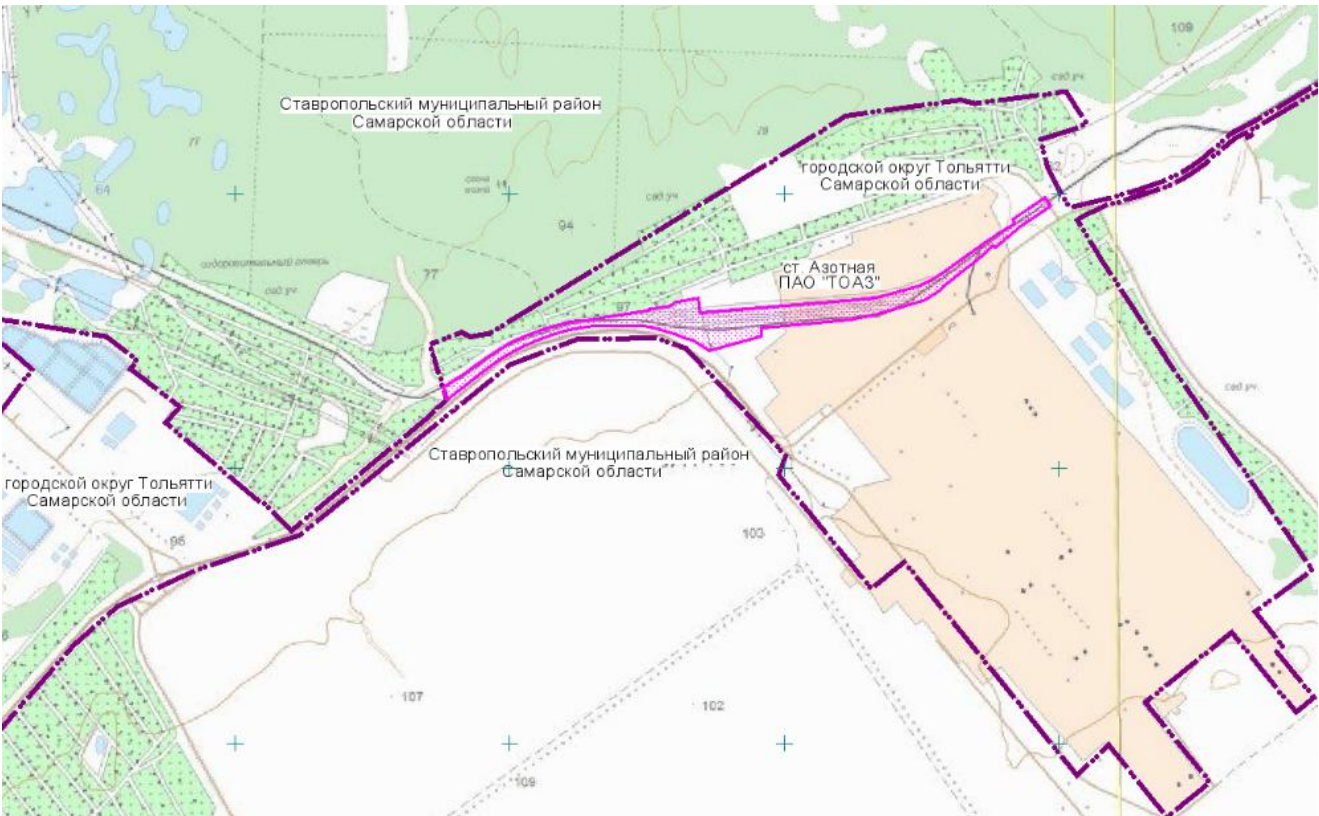 109
сад уч.
Ставропольский муниципальный район
Самарской области
77
78
городской округ Тольятти
Самарской области
64
сад уч.
94
оздоровительный лагерь
77
сад уч.
ст. Азотная
ПАО "ТОАЗ"
97
сад уч.
Ставропольский муниципальный район
Самарской области
городской округ Тольятти
Самарской области
95
103
107
102
109